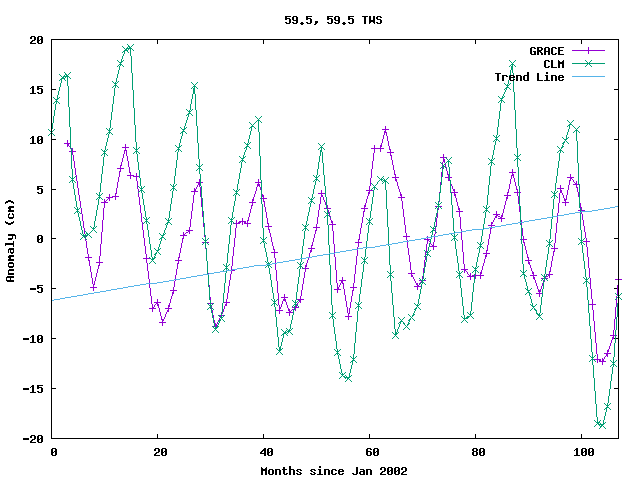 59.5, 59.5 TWS
GRACE
CLM
Trend Line
20
15
10
5
0
-5
-10
-15
-20
Anomaly (cm)
0 20 40 60 80 100
Months since Jan 2002